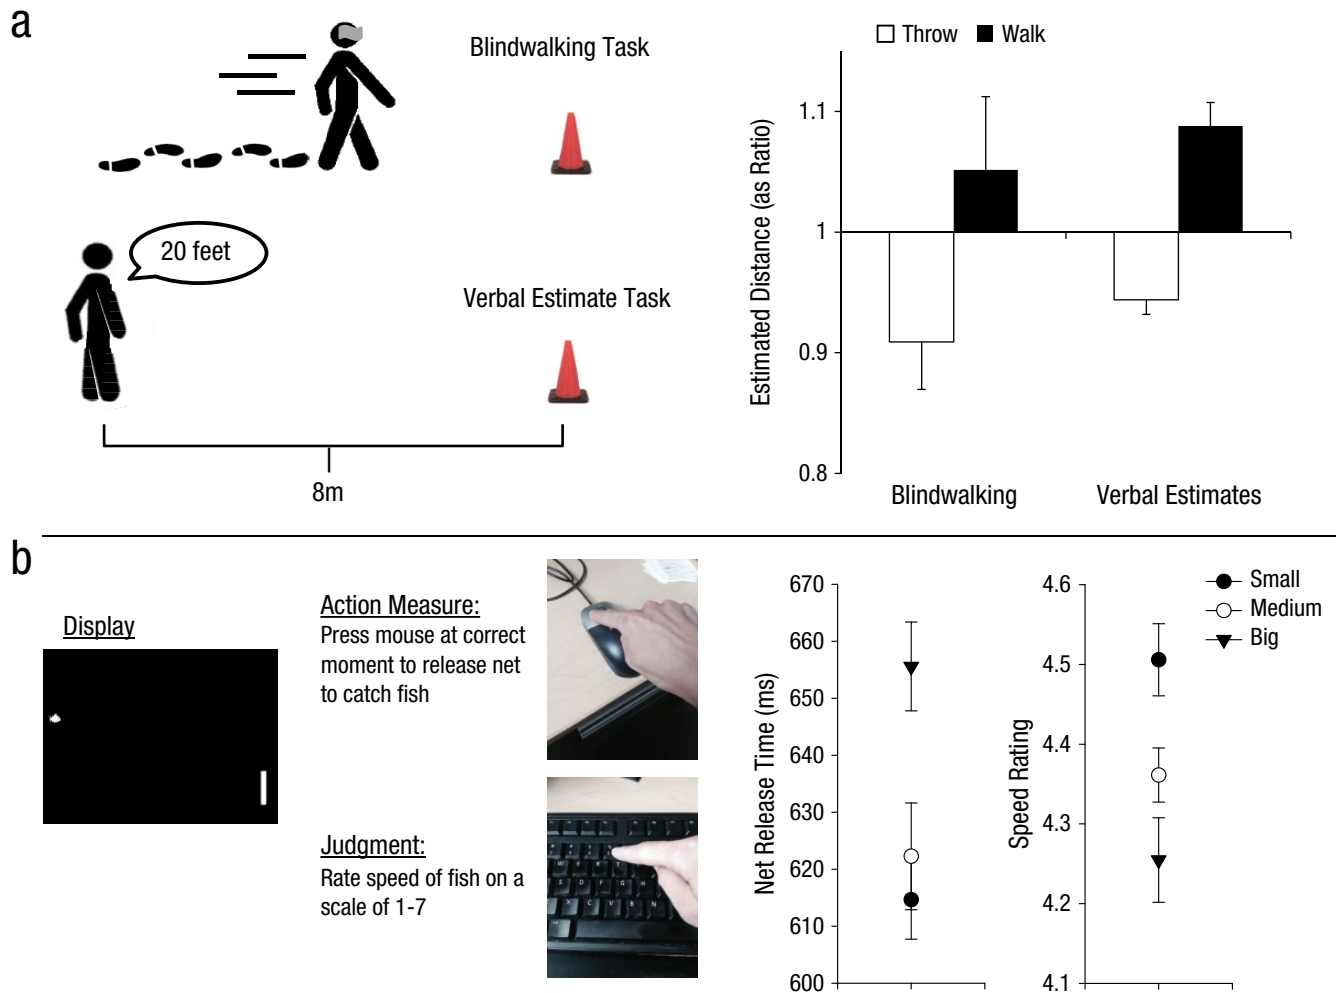 a
Blindwalking Task
20 feet
Verbal Estimate Task
8m
Throw Walk
Estimated Distance (as Ratio)
1.1
1
0.9
0.8
Blindwalking Verbal Estimates
b
Display
Action Measure:
Press mouse at correct
moment to release net
to catch fish
Judgment:
Rate speed of fish on a
scale of 1-7
Net Release Time (ms)
670
660
650
640
630
620
610
600
Speed Rating
4.6
4.5
4.4
4.3
4.2
4.1
Small
Medium
Big